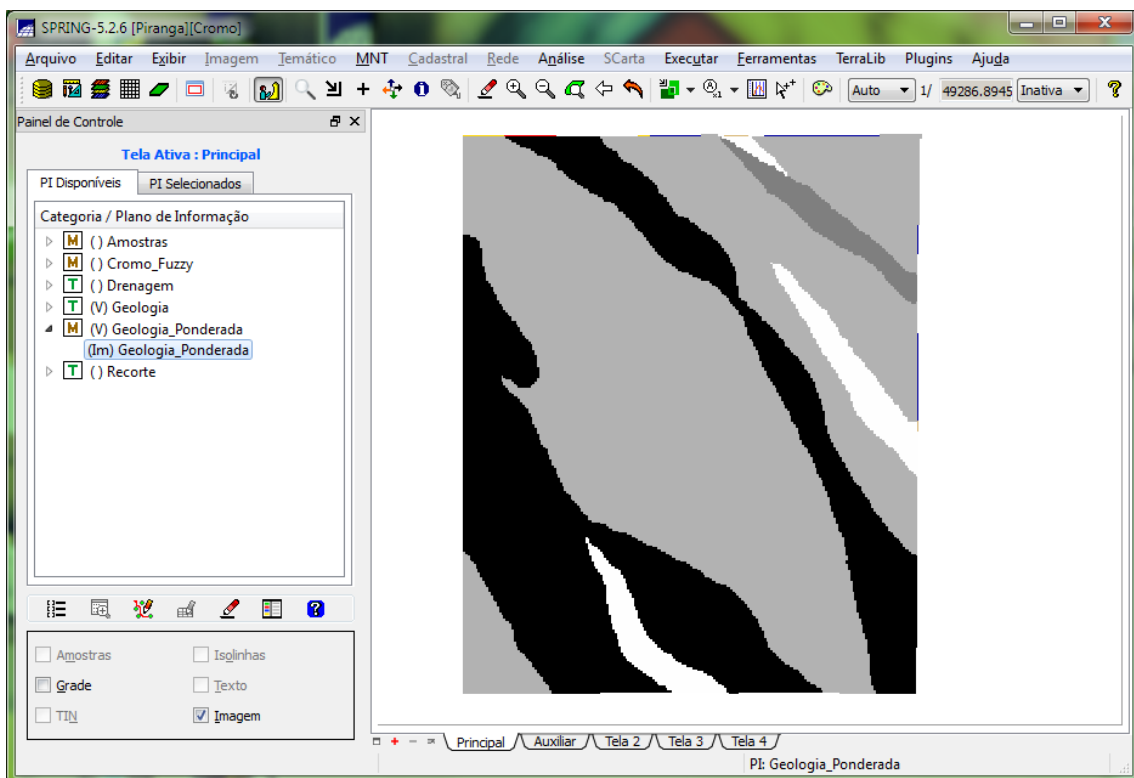 SPRING-5.2.6 [Piranga][Cromo]
Arquivo Editar Exibir Imagem Temático MNT Cadastral Rede Análise SCarta Executar Ferramentas TerraLib Plugins Ajuda
Auto 1/ 49286.8945 Inativa
Painel de Controle
Tela Ativa : Principal
PI Disponíveis PI Selecionados
Categoria / Plano de Informação
M ( ) Amostras
M ( ) Cromo_Fuzzy
T ( ) Drenagem
T (V) Geologia
M (V) Geologia_Ponderada
(Im) Geologia_Ponderada
T ( ) Recorte
Amostras Isolinhas
Grade Texto
TIN Imagem
Principal Auxiliar Tela 2 Tela 3 Tela 4
PI: Geologia_Ponderada